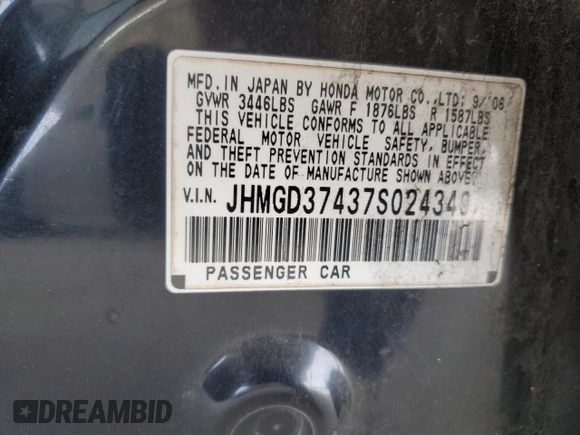 MFD. IN JAPAN BY HONDA MOTOR CO., LTD. 9/'06
GVWR 3446LBS GAWR F 1876LBS R 1587LBS
THIS VEHICLE CONFORMS TO ALL APPLICABLE
FEDERAL MOTOR VEHICLE SAFETY, BUMPER,
AND THEFT PREVENTION STANDARDS IN EFFECT
ON THE DATE OF MANUFACTURE SHOWN ABOVE.
V.I.N. JHMGD37437S024349
PASSENGER CAR
DREAMBID